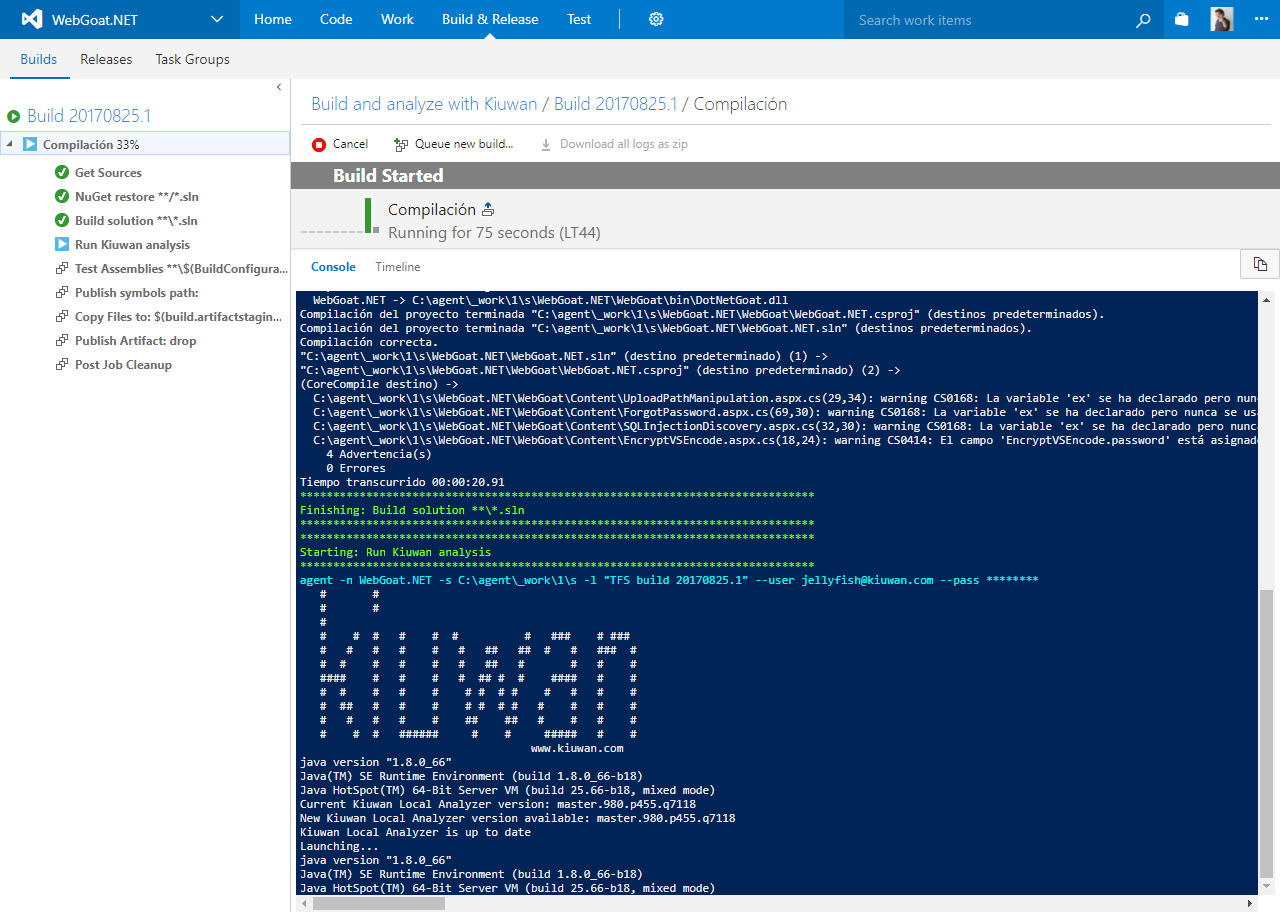 WebGoat.NET
Home Code Work Build & Release Test
Search work items
Builds Releases Task Groups
Build 20170825.1
Compilación 33%
Get Sources
NuGet restore **/*.sln
Build solution **\*.sln
Run Kiuwan analysis
Test Assemblies **\$(BuildConfigura...
Publish symbols path:
Copy Files to: $(build.artifactstagin...
Publish Artifact: drop
Post Job Cleanup
Build and analyze with Kiuwan / Build 20170825.1 / Compilación
Cancel Queue new build... Download all logs as zip
Build Started
Compilación
Running for 75 seconds (LT44)
Console Timeline
WebGoat.NET -> C:\agent\_work\1\s\WebGoat.NET\WebGoat\bin\DotNetGoat.dll
Compilación del proyecto terminada "C:\agent\_work\1\s\WebGoat.NET\WebGoat\WebGoat.NET.csproj" (destinos predeterminados).
Compilación del proyecto terminada "C:\agent\_work\1\s\WebGoat.NET\WebGoat.NET.sln" (destinos predeterminados).
Compilación correcta.
"C:\agent\_work\1\s\WebGoat.NET\WebGoat.NET.sln" (destino predeterminado) (1) ->
"C:\agent\_work\1\s\WebGoat.NET\WebGoat\WebGoat.NET.csproj" (destino predeterminado) (2) ->
(CoreCompile destino) ->
C:\agent\_work\1\s\WebGoat.NET\WebGoat\Content\UploadPathManipulation.aspx.cs(29,34): warning CS0168: La variable 'ex' se ha declarado pero nun
C:\agent\_work\1\s\WebGoat.NET\WebGoat\Content\ForgotPassword.aspx.cs(69,30): warning CS0168: La variable 'ex' se ha declarado pero nunca se us
C:\agent\_work\1\s\WebGoat.NET\WebGoat\Content\SQLInjectionDiscovery.aspx.cs(32,30): warning CS0168: La variable 'ex' se ha declarado pero nunca
C:\agent\_work\1\s\WebGoat.NET\WebGoat\Content\EncryptVSEncode.aspx.cs(18,24): warning CS0414: El campo 'EncryptVSEncode.password' está asignad
4 Advertencia(s)
0 Errores
Tiempo transcurrido 00:00:20.91
******************************************************************************
Finishing: Build solution **\*.sln
******************************************************************************
******************************************************************************
Starting: Run Kiuwan analysis
******************************************************************************
agent -n WebGoat.NET -s C:\agent\_work\1\s -l "TFS build 20170825.1" --user jellyfish@kiuwan.com --pass ********
KIUWAN
www.kiuwan.com
java version "1.8.0_66"
Java(TM) SE Runtime Environment (build 1.8.0_66-b18)
Java HotSpot(TM) 64-Bit Server VM (build 25.66-b18, mixed mode)
Current Kiuwan Local Analyzer version: master.980.p455.q7118
New Kiuwan Local Analyzer version available: master.980.p455.q7118
Kiuwan Local Analyzer is up to date
Launching...
java version "1.8.0_66"
Java(TM) SE Runtime Environment (build 1.8.0_66-b18)
Java HotSpot(TM) 64-Bit Server VM (build 25.66-b18, mixed mode)